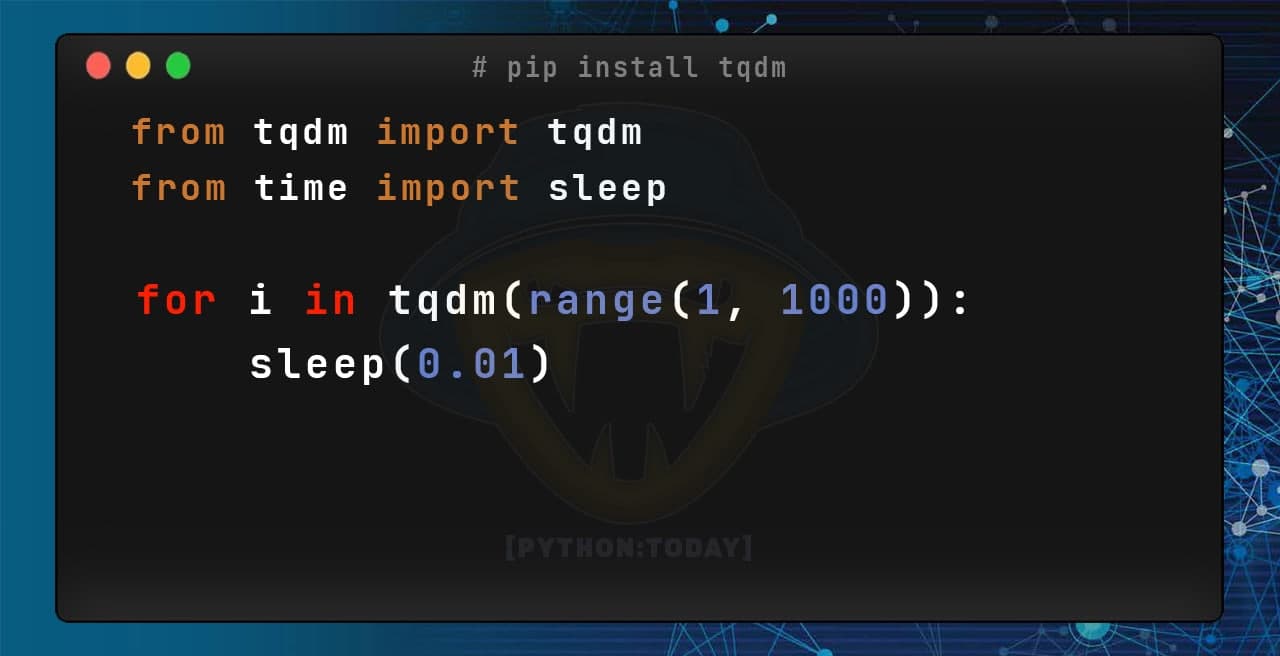 # pip install tqdm
from tqdm import tqdm
from time import sleep
for i in tqdm(range(1, 1000)):
    sleep(0.01)
[PYTHON:TODAY]